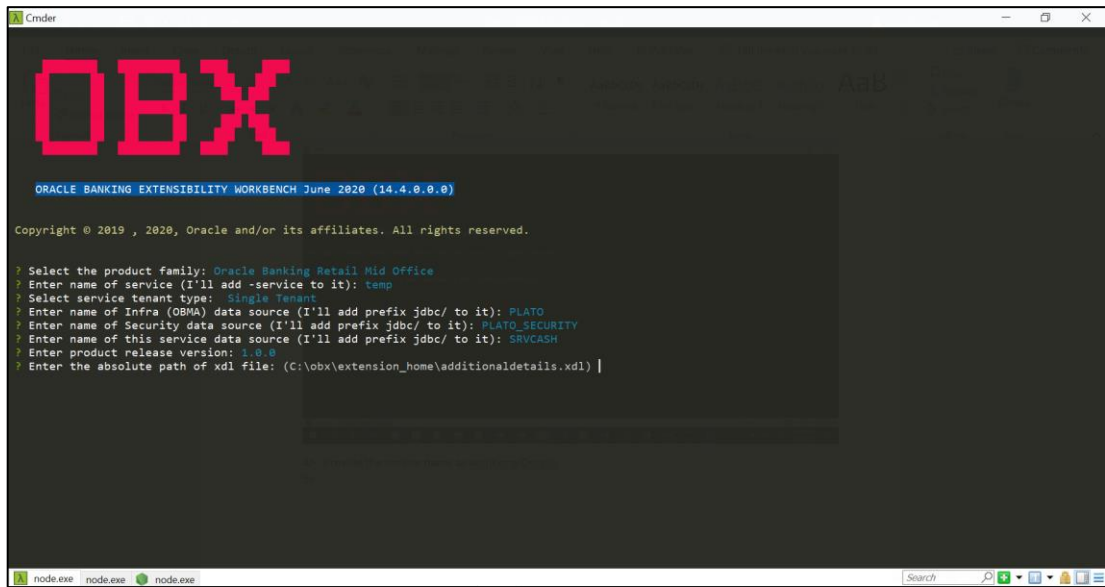 Cmder
OBX
ORACLE BANKING EXTENSIBILITY WORKBENCH June 2020 (14.4.0.0.0)
Copyright © 2019 , 2020, Oracle and/or its affiliates. All rights reserved.
? Select the product family: Oracle Banking Retail Mid Office
? Enter name of service (I'll add -service to it): temp
? Select service tenant type:  Single Tenant
? Enter name of Infra (OBMA) data source (I'll add prefix jdbc/ to it): PLATO
? Enter name of Security data source (I'll add prefix jdbc/ to it): PLATO_SECURITY
? Enter name of this service data source (I'll add prefix jdbc/ to it): SRVCASH
? Enter product release version: 1.0.0
? Enter the absolute path of xdl file: (C:\obx\extension_home\additionaldetails.xdl)
node.exe node.exe node.exe Search